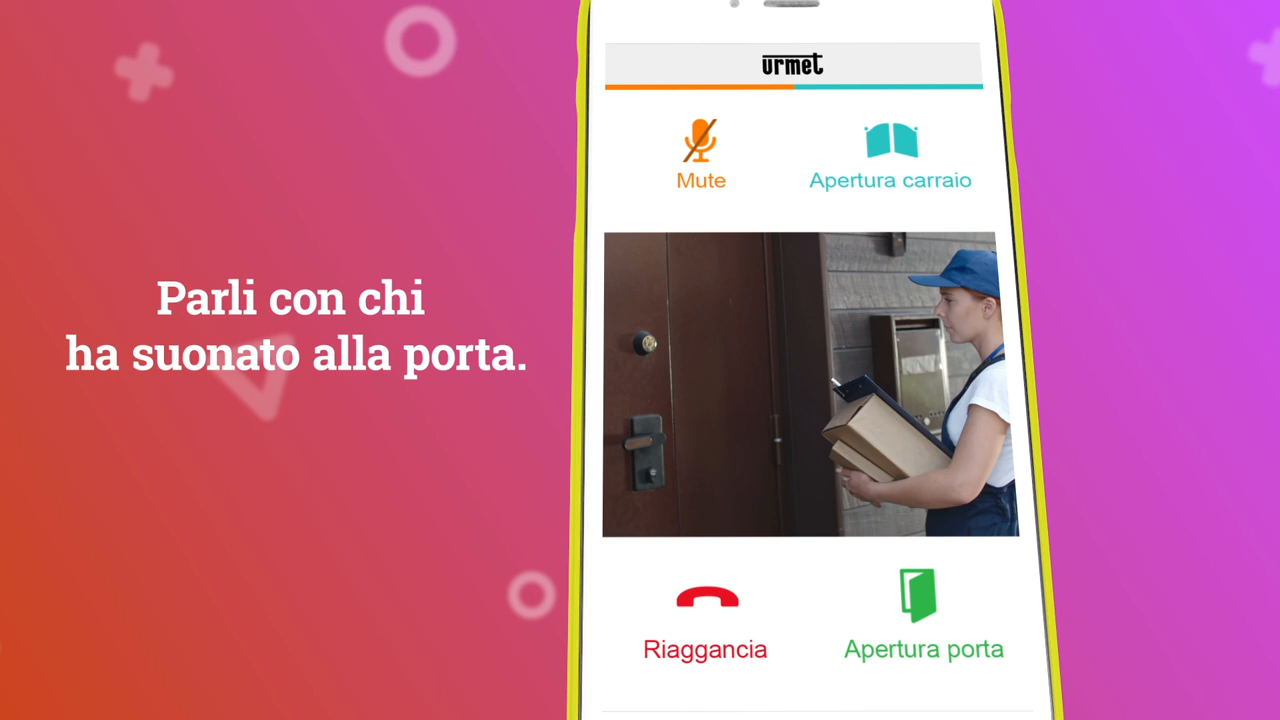 Parli con chi
ha suonato alla porta.
urmet
Mute
Apertura carraio
Riaggancia
Apertura porta